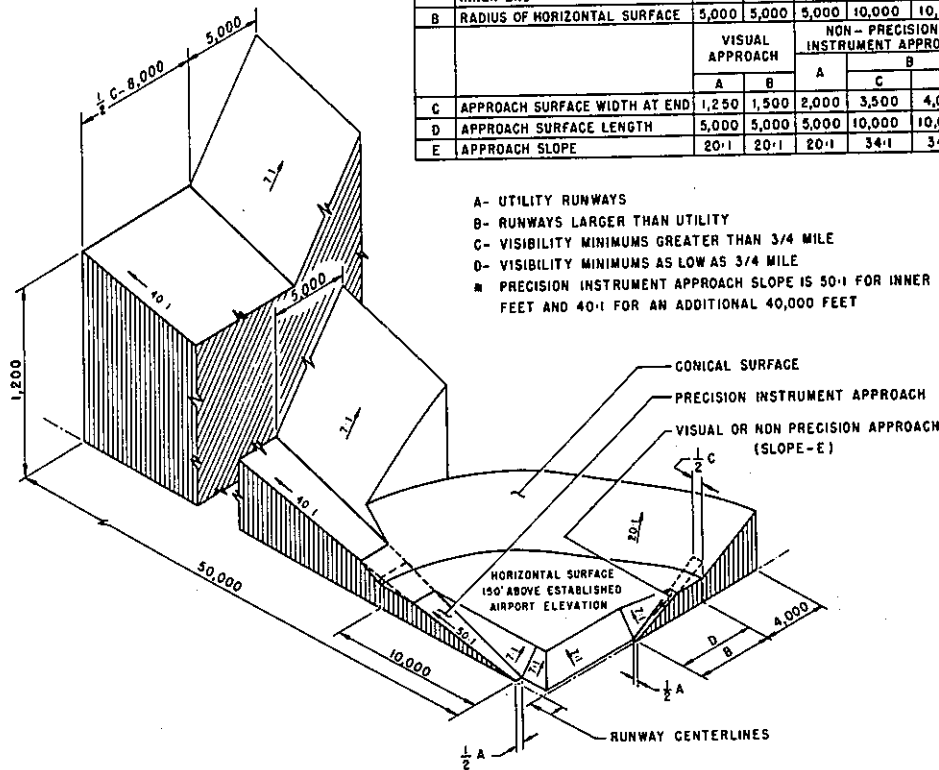 B RADIUS OF HORIZONTAL SURFACE 5,000 5,000 5,000 10,000 10,
VISUAL APPROACH NON-PRECISION INSTRUMENT APPRO
A B A B
C
C APPROACH SURFACE WIDTH AT END 1,250 1,500 2,000 3,500 4,0
D APPROACH SURFACE LENGTH 5,000 5,000 5,000 10,000 10,0
E APPROACH SLOPE 20:1 20:1 20:1 34:1 34
A- UTILITY RUNWAYS
B- RUNWAYS LARGER THAN UTILITY
C- VISIBILITY MINIMUMS GREATER THAN 3/4 MILE
D- VISIBILITY MINIMUMS AS LOW AS 3/4 MILE
* PRECISION INSTRUMENT APPROACH SLOPE IS 50:1 FOR INNER
FEET AND 40:1 FOR AN ADDITIONAL 40,000 FEET
5,000
1/2 C-8,000
7:1
40:1
5,000
1,200
CONICAL SURFACE
PRECISION INSTRUMENT APPROACH
VISUAL OR NON PRECISION APPROACH
(SLOPE-E)
1/2 C
7:1
40:1
20:1
HORIZONTAL SURFACE
150' ABOVE ESTABLISHED
AIRPORT ELEVATION
50:1
7:1
7:1
7:1
7:1
4,000
D
B
50,000
10,000
1/2 A
RUNWAY CENTERLINES
1/2 A